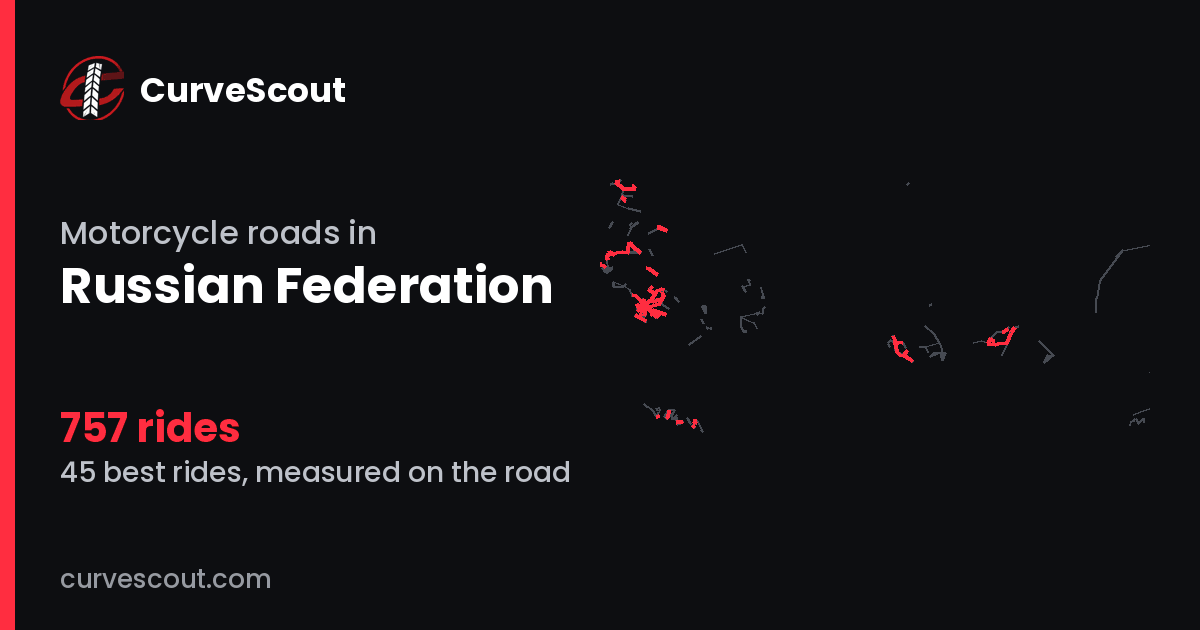 CurveScout
Motorcycle roads in
Russian Federation
757 rides
45 best rides, measured on the road
curvescout.com